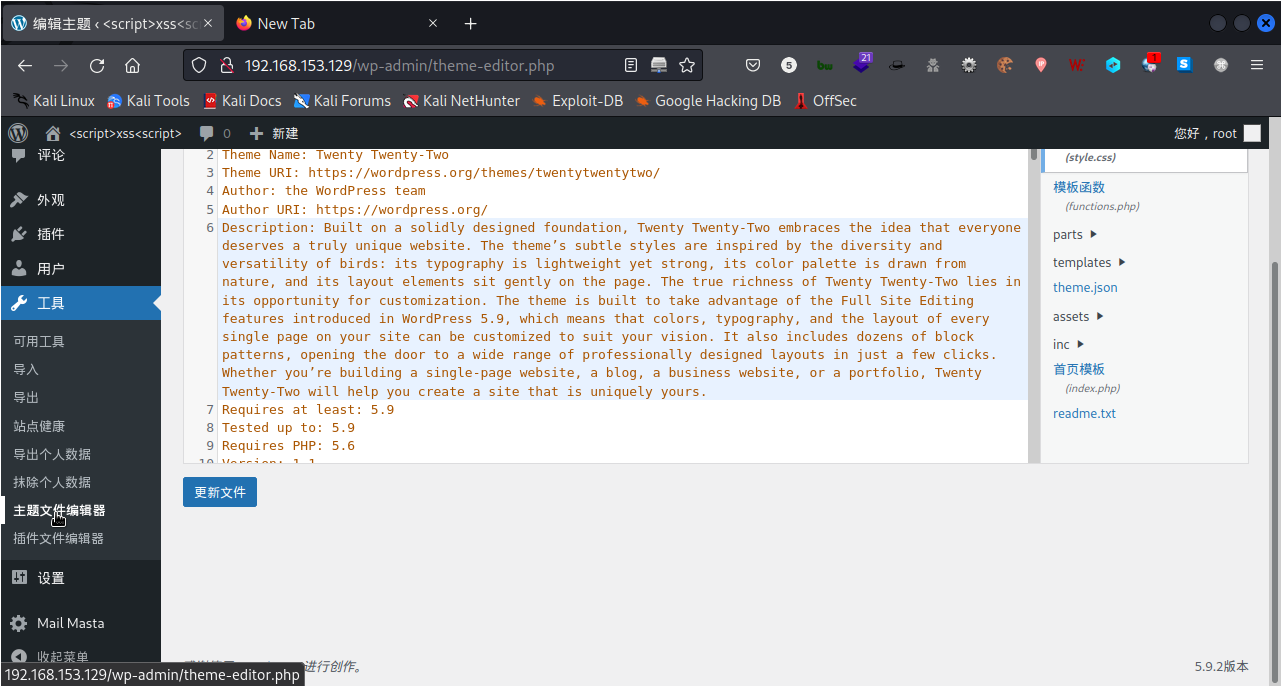 编辑主题 ‹ <script>xss<sc
New Tab
192.168.153.129/wp-admin/theme-editor.php
5
21
1
S
Kali Linux
Kali Tools
Kali Docs
Kali Forums
Kali NetHunter
Exploit-DB
Google Hacking DB
OffSec
<script>xss<script>
0
新建
您好，root
评论
外观
插件
用户
工具
可用工具
导入
导出
站点健康
导出个人数据
抹除个人数据
主题文件编辑器
插件文件编辑器
设置
Mail Masta
收起菜单
2 Theme Name: Twenty Twenty-Two
3 Theme URI: https://wordpress.org/themes/twentytwentytwo/
4 Author: the WordPress team
5 Author URI: https://wordpress.org/
6 Description: Built on a solidly designed foundation, Twenty Twenty-Two embraces the idea that everyone
deserves a truly unique website. The theme’s subtle styles are inspired by the diversity and
versatility of birds: its typography is lightweight yet strong, its color palette is drawn from
nature, and its layout elements sit gently on the page. The true richness of Twenty Twenty-Two lies in
its opportunity for customization. The theme is built to take advantage of the Full Site Editing
features introduced in WordPress 5.9, which means that colors, typography, and the layout of every
single page on your site can be customized to suit your vision. It also includes dozens of block
patterns, opening the door to a wide range of professionally designed layouts in just a few clicks.
Whether you’re building a single-page website, a blog, a business website, or a portfolio, Twenty
Twenty-Two will help you create a site that is uniquely yours.
7 Requires at least: 5.9
8 Tested up to: 5.9
9 Requires PHP: 5.6
10 Version: 1.1
(style.css)
模板函数
(functions.php)
parts
templates
theme.json
assets
inc
首页模板
(index.php)
readme.txt
更新文件
进行创作。
5.9.2版本
192.168.153.129/wp-admin/theme-editor.php